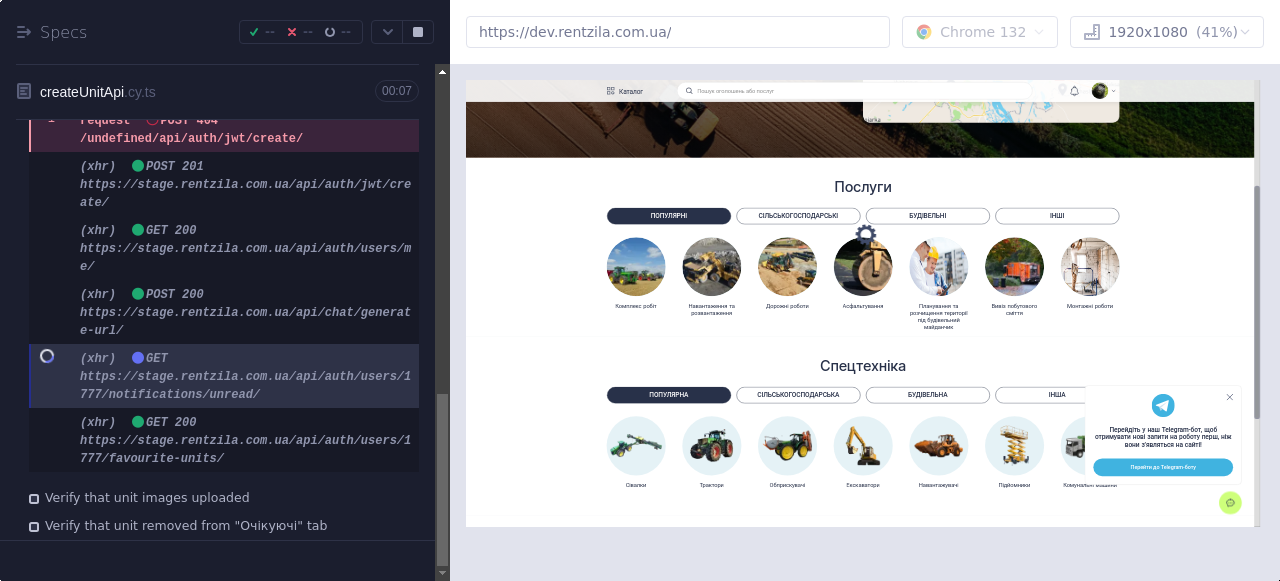 Specs
-- -- --
https://dev.rentzila.com.ua/
Chrome 132
1920x1080 (41%)
createUnitApi.cy.ts
00:07
1 request POST 404
/undefined/api/auth/jwt/create/
(xhr) POST 201
https://stage.rentzila.com.ua/api/auth/jwt/cre
ate/
(xhr) GET 200
https://stage.rentzila.com.ua/api/auth/users/m
e/
(xhr) POST 200
https://stage.rentzila.com.ua/api/chat/generat
e-url/
(xhr) GET
https://stage.rentzila.com.ua/api/auth/users/1
777/notifications/unread/
(xhr) GET 200
https://stage.rentzila.com.ua/api/auth/users/1
777/favourite-units/
Verify that unit images uploaded
Verify that unit removed from "Очікуючі" tab
Каталог
Пошук оголошень або послуг
Послуги
ПОПУЛЯРНІ
СІЛЬСЬКОГОСПОДАРСЬКІ
БУДІВЕЛЬНІ
ІНШІ
Комплекс робіт
Навантаження та
розвантаження
Дорожні роботи
Асфальтування
Планування та
розчищення території
під будівельний
майданчик
Вивіз побутового
сміття
Монтажні роботи
Спецтехніка
ПОПУЛЯРНА
СІЛЬСЬКОГОСПОДАРСЬКА
БУДІВЕЛЬНА
ІНША
Сівалки
Трактори
Обприскувачі
Екскаватори
Навантажувачі
Підйомники
Комунальні машини
Перейдіть у наш Telegram-бот, щоб
отримувати нові запити на роботу перш, ніж
вони з'являться на сайті!
Перейти до Telegram-боту